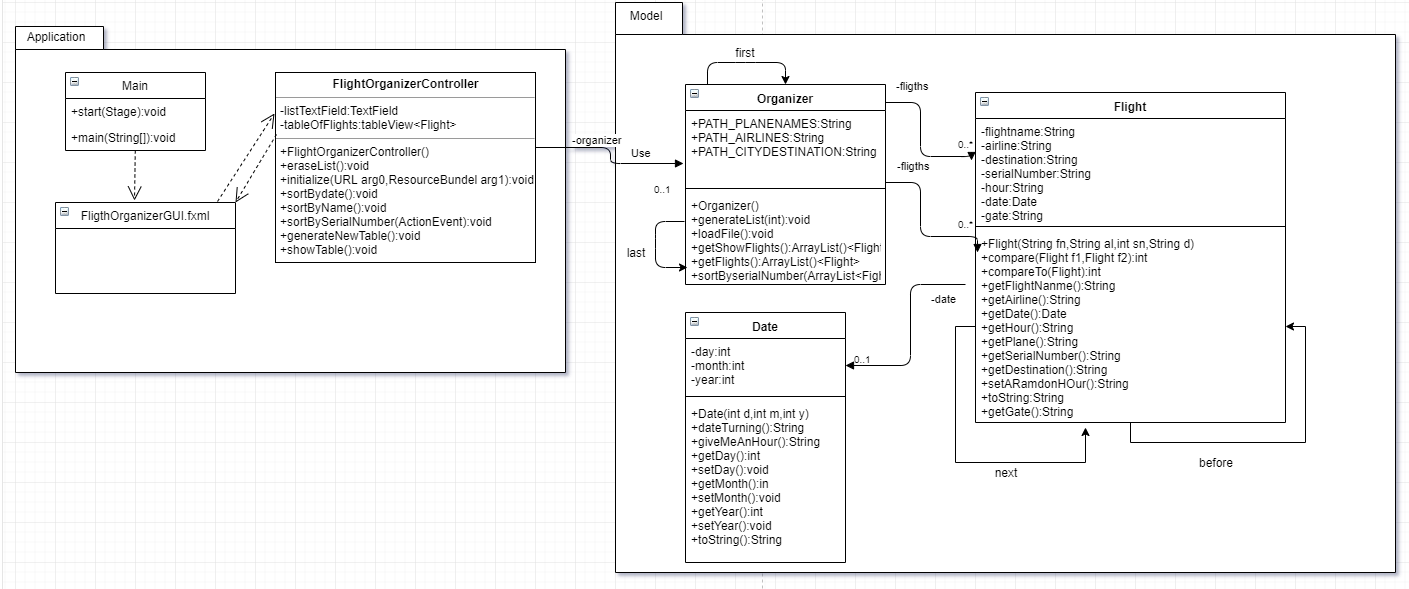 Application
Main
+start(Stage):void
+main(String[]):void
FligthOrganizerGUI.fxml
FlightOrganizerController
-listTextField:TextField
-tableOfFlights:tableView<Flight>
+FlightOrganizerController()
+eraseList():void
+initialize(URL arg0,ResourceBundel arg1):void
+sortBydate():void
+sortByName():void
+sortBySerialNumber(ActionEvent):void
+generateNewTable():void
+showTable():void
-organizer
Use
0..1
Model
first
Organizer
+PATH_PLANENAMES:String
+PATH_AIRLINES:String
+PATH_CITYDESTINATION:String
+Organizer()
+generateList(int):void
+loadFile():void
+getShowFlights():ArrayList()<Flight
+getFlights():ArrayList()<Flight>
+sortByserialNumber(ArrayList<Fligh
last
-fligths
0..*
-fligths
0..*
Flight
-flightname:String
-airline:String
-destination:String
-serialNumber:String
-hour:String
-date:Date
-gate:String
+Flight(String fn,String al,int sn,String d)
+compare(Flight f1,Flight f2):int
+compareTo(Flight):int
+getFlightNanme():String
+getAirline():String
+getDate():Date
+getHour():String
+getPlane():String
+getSerialNumber():String
+getDestination():String
+setARamdonHOur():String
+toString:String
+getGate():String
next
before
-date
0..1
Date
-day:int
-month:int
-year:int
+Date(int d,int m,int y)
+dateTurning():String
+giveMeAnHour():String
+getDay():int
+setDay():void
+getMonth():in
+setMonth():void
+getYear():int
+setYear():void
+toString():String